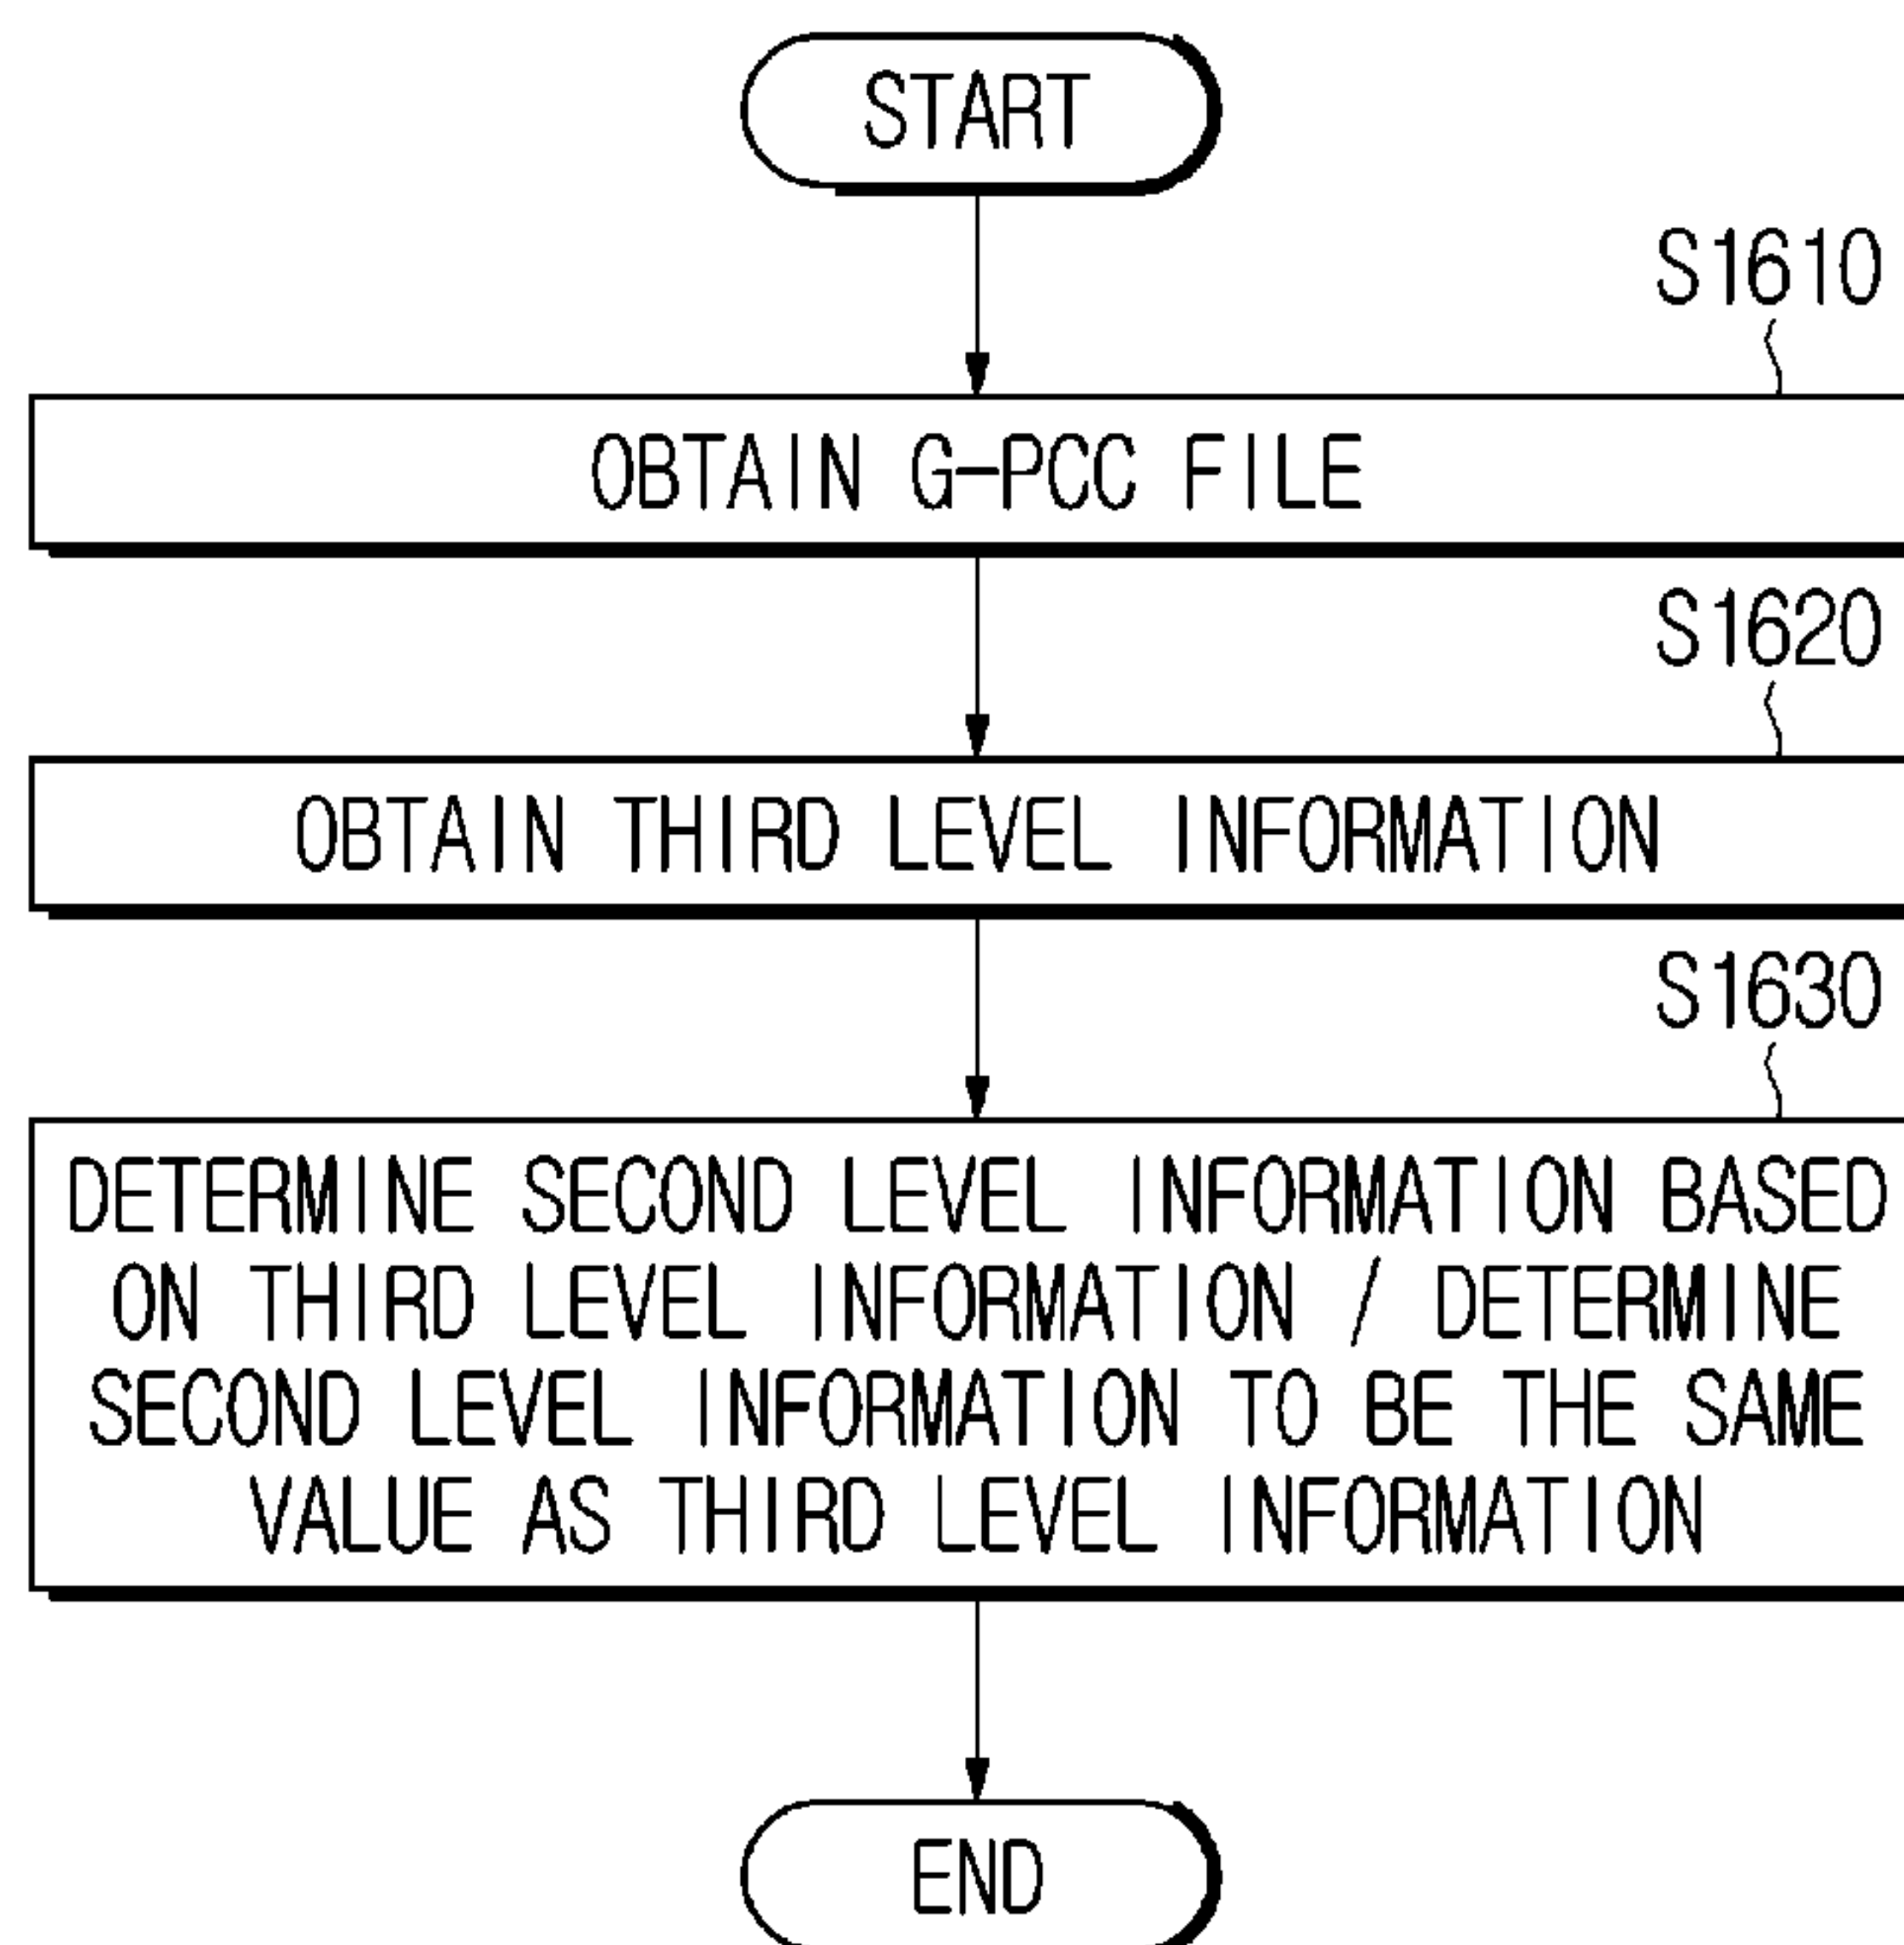 START
S1610
OBTAIN G-PCC FILE
S1620
OBTAIN THIRD LEVEL INFORMATION
S1630
DETERMINE SECOND LEVEL INFORMATION BASED
ON THIRD LEVEL INFORMATION / DETERMINE
SECOND LEVEL INFORMATION TO BE THE SAME
VALUE AS THIRD LEVEL INFORMATION
END